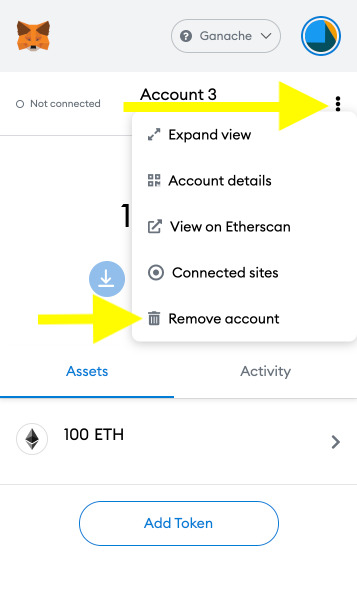 Ganache
Not connected
Account 3
Expand view
Account details
View on Etherscan
1
Connected sites
Remove account
Assets
Activity
100 ETH
Add Token